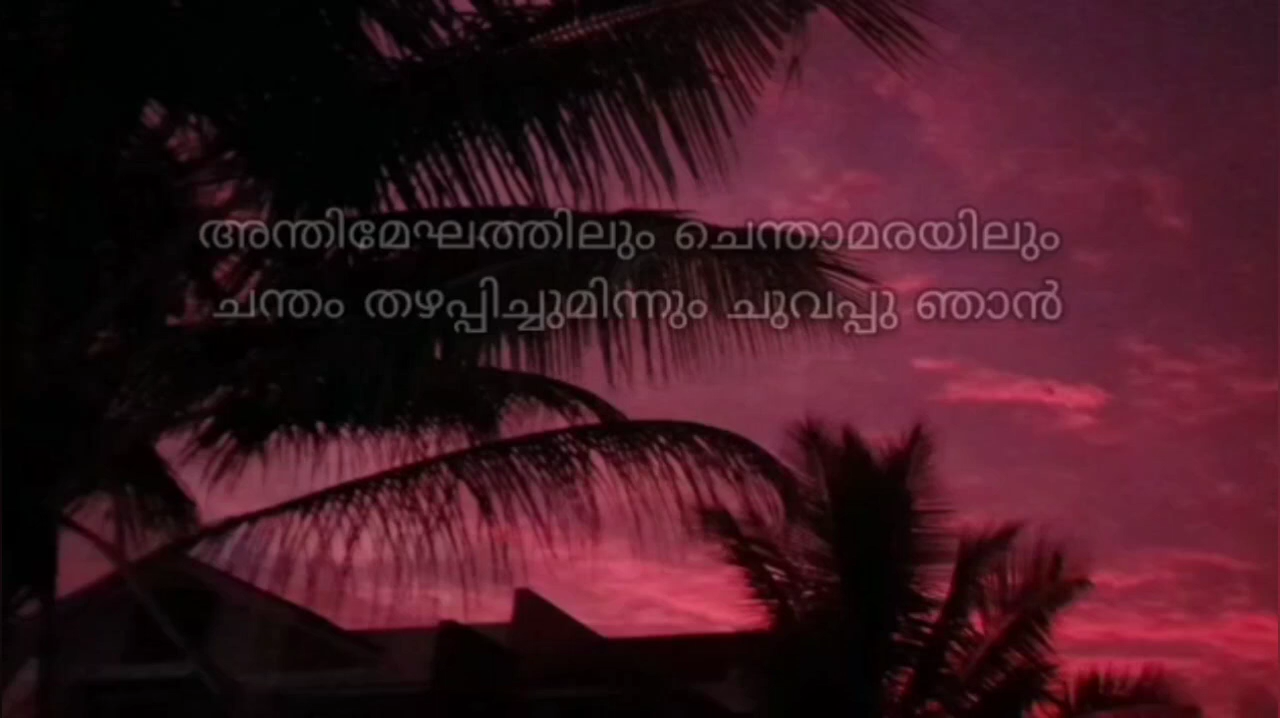 അന്തിമേഘത്തിലും ചെന്താമരയിലും
ചന്തം തഴപ്പിച്ചുമിന്നും ചുവപ്പു ഞാൻ